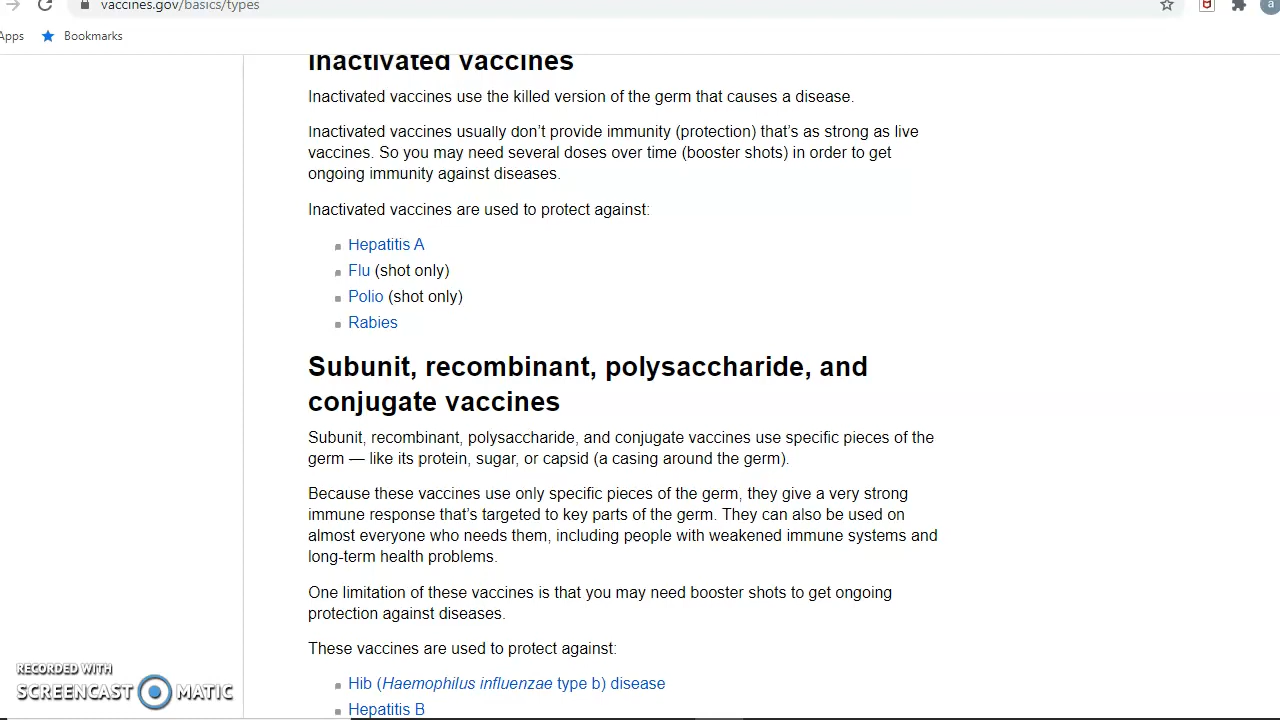 vaccines.gov/basics/types
a
Apps Bookmarks
Inactivated vaccines
Inactivated vaccines use the killed version of the germ that causes a disease.
Inactivated vaccines usually don’t provide immunity (protection) that’s as strong as live
vaccines. So you may need several doses over time (booster shots) in order to get
ongoing immunity against diseases.
Inactivated vaccines are used to protect against:
Hepatitis A
Flu (shot only)
Polio (shot only)
Rabies
Subunit, recombinant, polysaccharide, and
conjugate vaccines
Subunit, recombinant, polysaccharide, and conjugate vaccines use specific pieces of the
germ — like its protein, sugar, or capsid (a casing around the germ).
Because these vaccines use only specific pieces of the germ, they give a very strong
immune response that’s targeted to key parts of the germ. They can also be used on
almost everyone who needs them, including people with weakened immune systems and
long-term health problems.
One limitation of these vaccines is that you may need booster shots to get ongoing
protection against diseases.
These vaccines are used to protect against:
Hib (Haemophilus influenzae type b) disease
Hepatitis B
RECORDED WITH
SCREENCAST MATIC